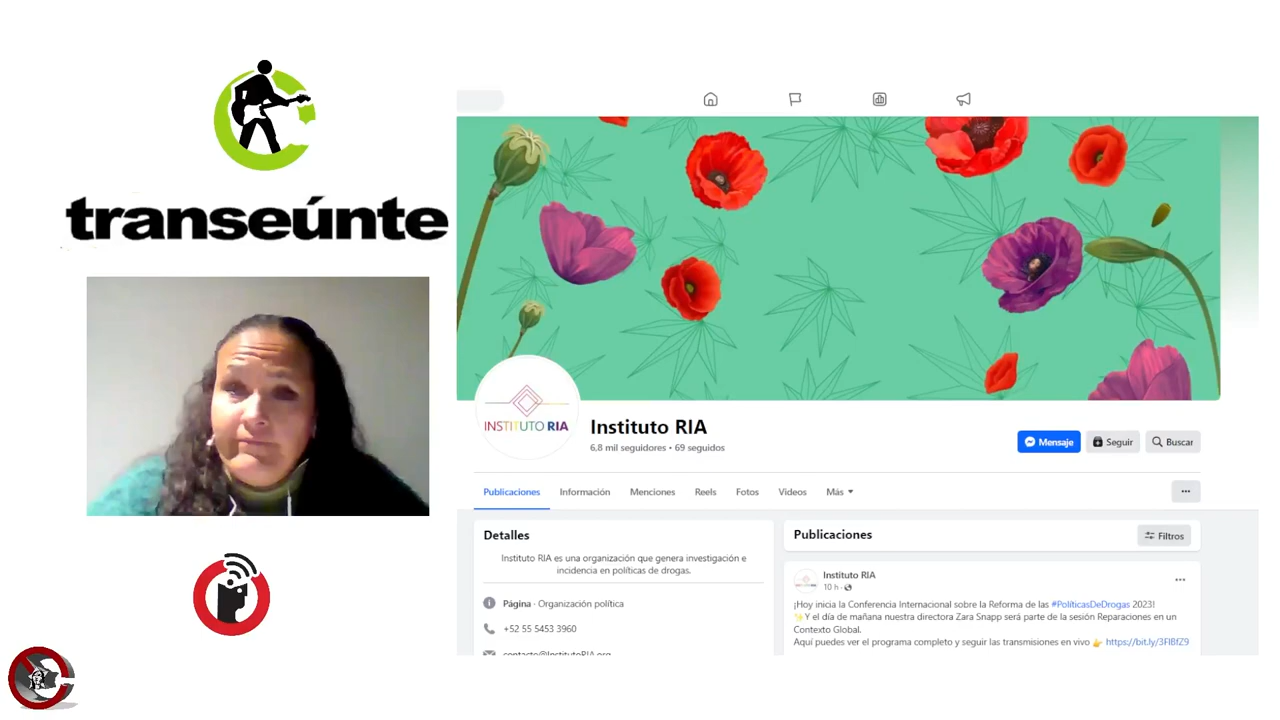 transeúnte
INSTITUTO RIA
Instituto RIA
6,8 mil seguidores • 69 seguidos
Mensaje
Seguir
Buscar
Publicaciones
Información
Menciones
Reels
Fotos
Videos
Más
Detalles
Instituto RIA es una organización que genera investigación e
incidencia en políticas de drogas.
Página · Organización política
+52 55 5453 3960
contacto@InstitutoRIA.org
Publicaciones
Filtros
Instituto RIA
10 h ·
¡Hoy inicia la Conferencia Internacional sobre la Reforma de las #PolíticasDeDrogas 2023!
✨Y el día de mañana nuestra directora Zara Snapp será parte de la sesión Reparaciones en un
Contexto Global.
Aquí puedes ver el programa completo y seguir las transmisiones en vivo 👉 https://bit.ly/3FI8fZ9